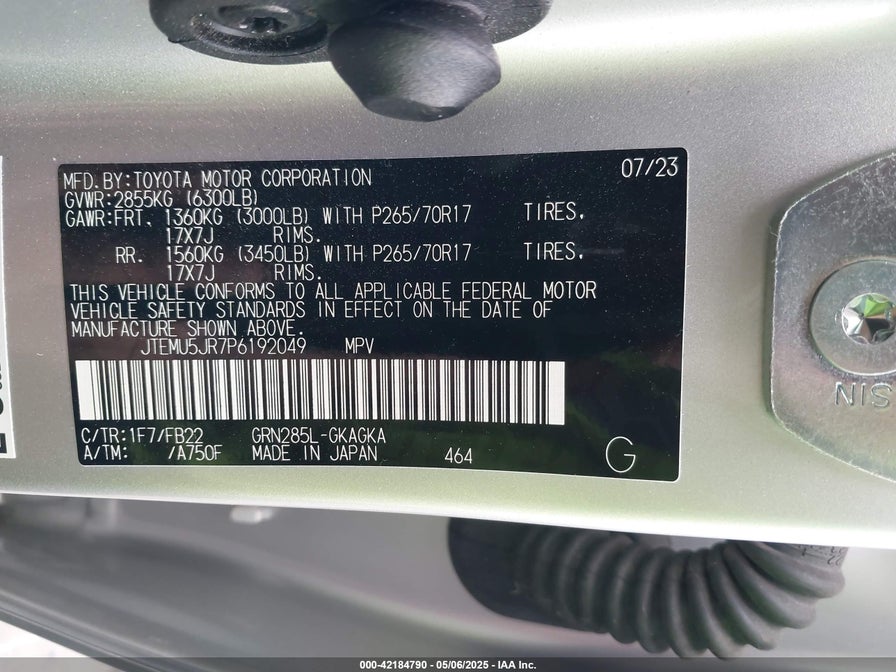 07/23
MFD.BY:TOYOTA MOTOR CORPORATION
GVWR:2855KG (6300LB)
GAWR:FRT. 1360KG (3000LB) WITH P265/70R17 TIRES.
17X7J RIMS.
RR. 1560KG (3450LB) WITH P265/70R17 TIRES.
17X7J RIMS.
THIS VEHICLE CONFORMS TO ALL APPLICABLE FEDERAL MOTOR
VEHICLE SAFETY STANDARDS IN EFFECT ON THE DATE OF
MANUFACTURE SHOWN ABOVE.
JTEMU5JR7P6192049 MPV
C/TR:1F7/FB22 GRN285L-GKAGKA
A/TM: /A750F MADE IN JAPAN 464
G
NIS
000-42184790 - 05/06/2025 - IAA Inc.